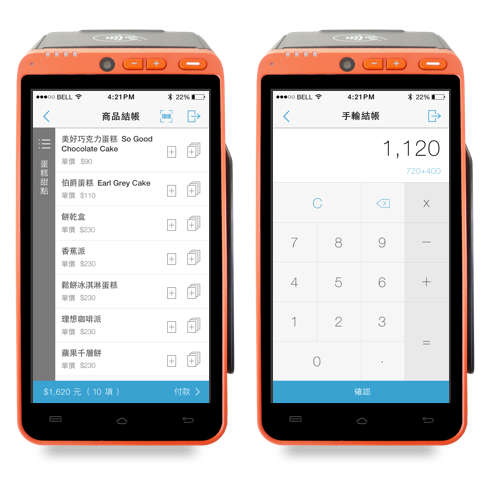 ●●●○○ BELL 4:21PM 22%
商品結帳
蛋糕甜點
美好巧克力蛋糕 So Good
Chocolate Cake
單價 $90
伯爵蛋糕 Earl Grey Cake
單價 $110
餅乾盒
單價 $230
香蕉派
單價 $230
鬆餅冰淇淋蛋糕
單價 $230
理想咖啡派
單價 $230
蘋果千層餅
單價 $230
$1,620 元 ( 10 項 ) 付款
●●●○○ BELL 4:21PM 22%
手輸結帳
1,120
720+400
C x
7 8 9 −
4 5 6 +
1 2 3
=
0 .
確認